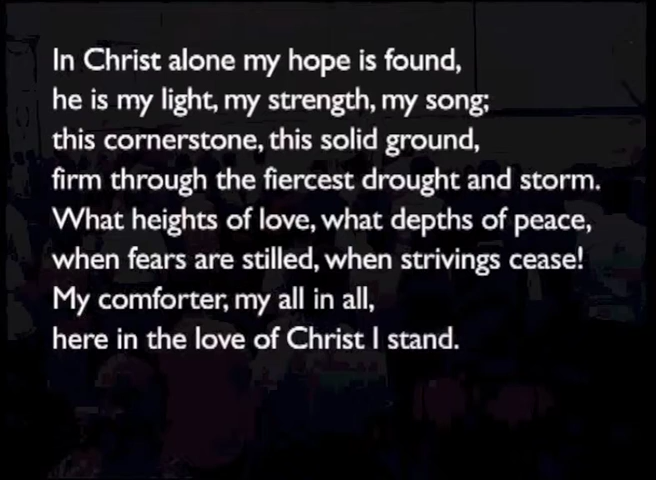 In Christ alone my hope is found,
he is my light, my strength, my song;
this cornerstone, this solid ground,
firm through the fiercest drought and storm.
What heights of love, what depths of peace,
when fears are stilled, when strivings cease!
My comforter, my all in all,
here in the love of Christ I stand.